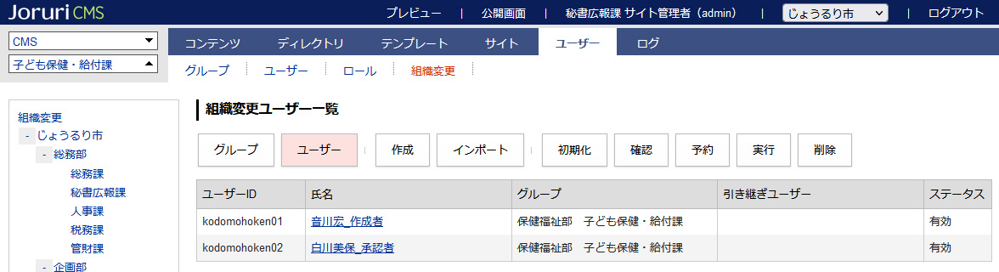 Joruri CMS
プレビュー | 公開画面 | 秘書広報課 サイト管理者（admin） | じょうるり市 | ログアウト
CMS
子ども保健・給付課
コンテンツ ディレクトリ テンプレート サイト ユーザー ログ
グループ ユーザー ロール 組織変更
組織変更
- じょうるり市
- 総務部
総務課
秘書広報課
人事課
税務課
管財課
- 企画部
組織変更ユーザー一覧
グループ ユーザー 作成 インポート 初期化 確認 予約 実行 削除
ユーザーID 氏名 グループ 引き継ぎユーザー ステータス
kodomohoken01 音川宏_作成者 保健福祉部　子ども保健・給付課 有効
kodomohoken02 白川美保_承認者 保健福祉部　子ども保健・給付課 有効